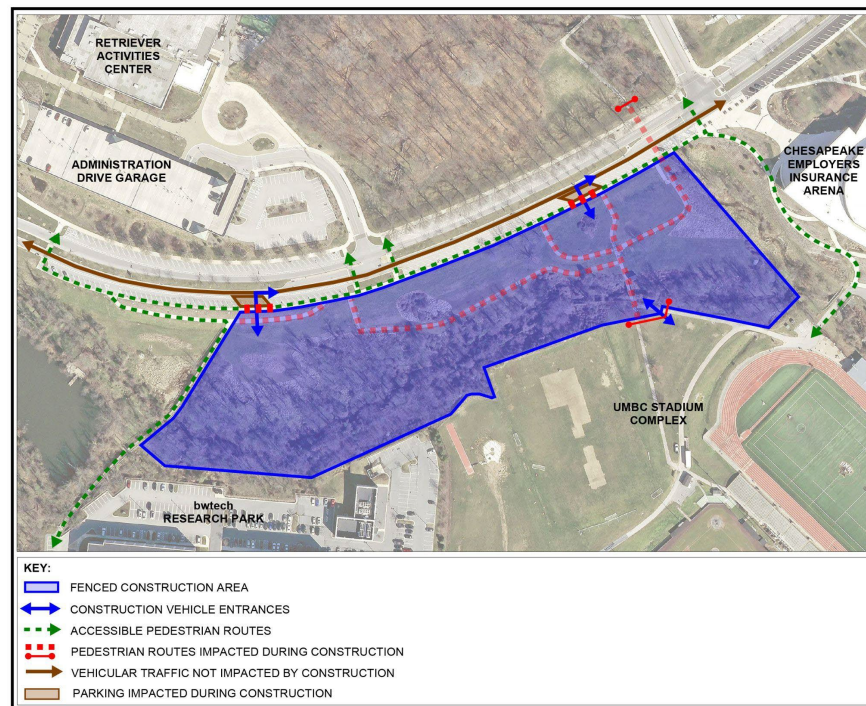 RETRIEVER
ACTIVITIES
CENTER
ADMINISTRATION
DRIVE GARAGE
CHESAPEAKE
EMPLOYERS
INSURANCE
ARENA
UMBC STADIUM
COMPLEX
bwtech
RESEARCH PARK
KEY:
FENCED CONSTRUCTION AREA
CONSTRUCTION VEHICLE ENTRANCES
ACCESSIBLE PEDESTRIAN ROUTES
PEDESTRIAN ROUTES IMPACTED DURING CONSTRUCTION
VEHICULAR TRAFFIC NOT IMPACTED BY CONSTRUCTION
PARKING IMPACTED DURING CONSTRUCTION